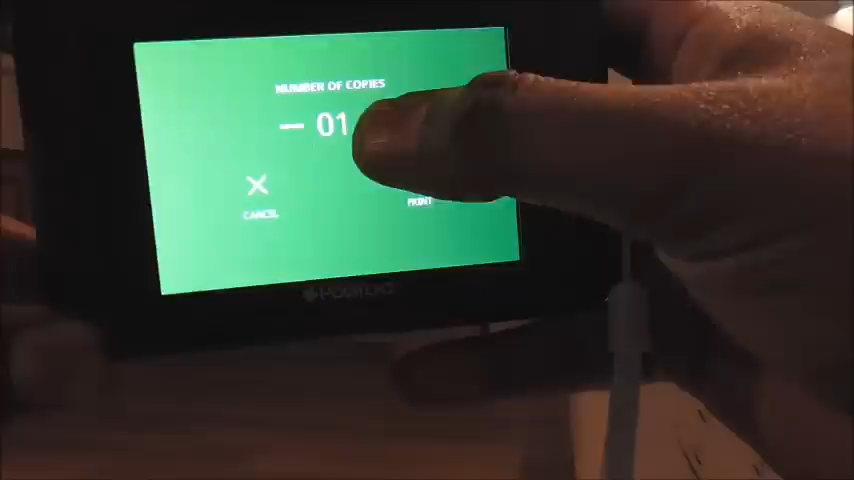 NUMBER OF COPIES
— 01
CANCEL
PRINT
Polaroid